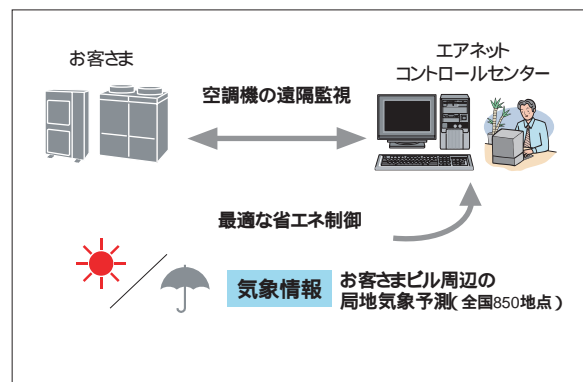 お客さま
エアネット
コントロールセンター
空調機の遠隔監視
最適な省エネ制御
気象情報
お客さまビル周辺の
局地気象予測(全国850地点)